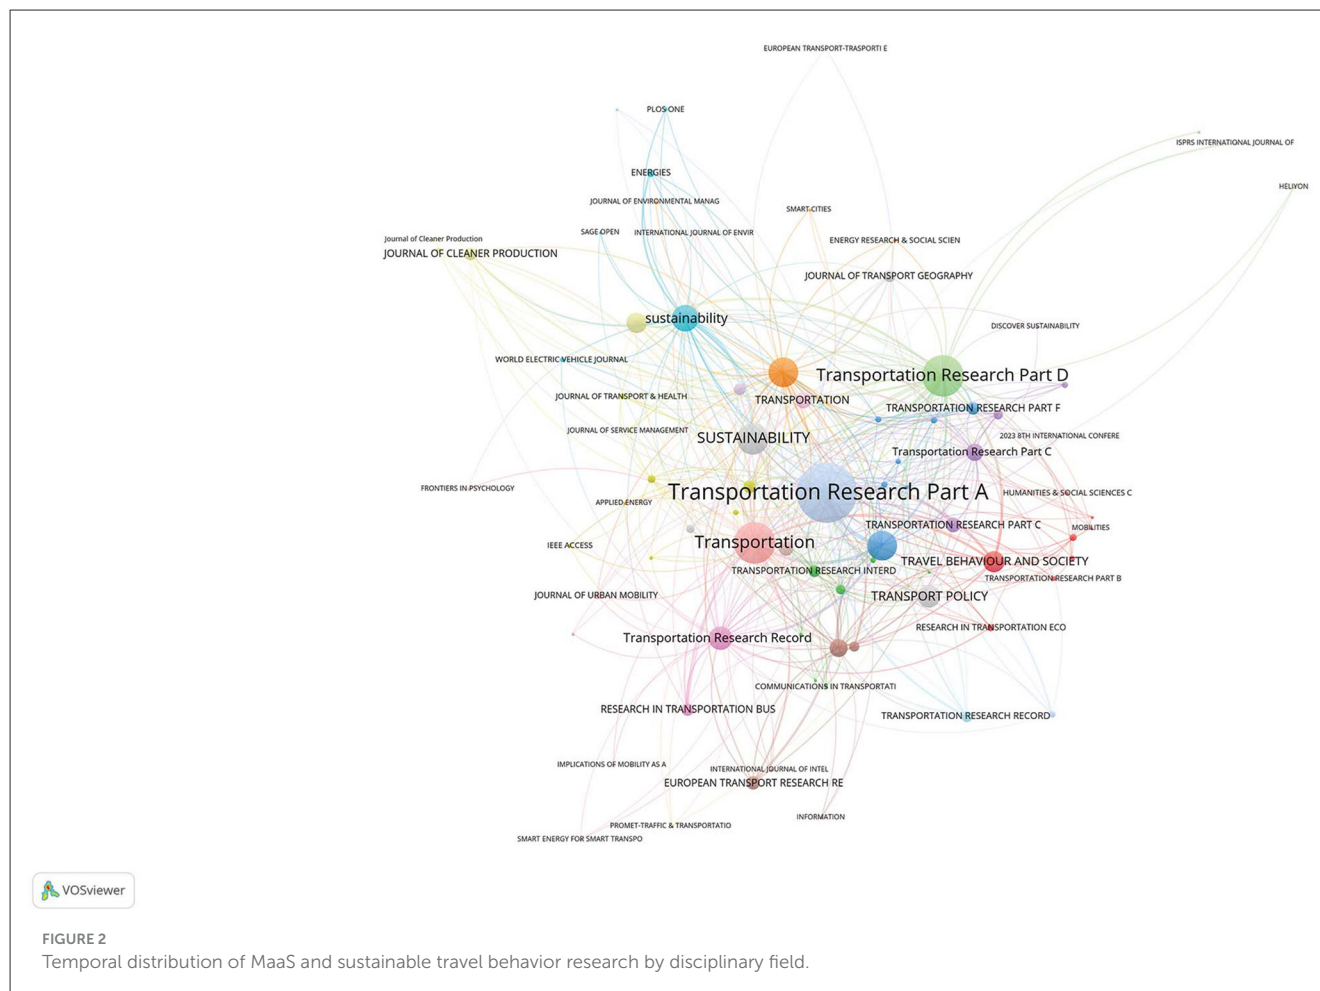 EUROPEAN TRANSPORT-TRASPORTI E
PLOS ONE
ISPRS INTERNATIONAL JOURNAL OF
ENERGIES
HELIYON
JOURNAL OF ENVIRONMENTAL MANAG
SMART CITIES
SAGE OPEN
INTERNATIONAL JOURNAL OF ENVIR
Journal of Cleaner Production
ENERGY RESEARCH & SOCIAL SCIEN
JOURNAL OF CLEANER PRODUCTION
JOURNAL OF TRANSPORT GEOGRAPHY
sustainability
DISCOVER SUSTAINABILITY
WORLD ELECTRIC VEHICLE JOURNAL
Transportation Research Part D
JOURNAL OF TRANSPORT & HEALTH
TRANSPORTATION
TRANSPORTATION RESEARCH PART F
JOURNAL OF SERVICE MANAGEMENT
SUSTAINABILITY
2023 8TH INTERNATIONAL CONFERE
Transportation Research Part C
FRONTIERS IN PSYCHOLOGY
Transportation Research Part A
HUMANITIES & SOCIAL SCIENCES C
APPLIED ENERGY
TRANSPORTATION RESEARCH PART C
MOBILITIES
IEEE ACCESS
Transportation
TRAVEL BEHAVIOUR AND SOCIETY
TRANSPORTATION RESEARCH INTERD
TRANSPORTATION RESEARCH PART B
JOURNAL OF URBAN MOBILITY
TRANSPORT POLICY
RESEARCH IN TRANSPORTATION ECO
Transportation Research Record
COMMUNICATIONS IN TRANSPORTATI
RESEARCH IN TRANSPORTATION BUS
TRANSPORTATION RESEARCH RECORD
IMPLICATIONS OF MOBILITY AS A
INTERNATIONAL JOURNAL OF INTEL
EUROPEAN TRANSPORT RESEARCH RE
INFORMATION
PROMET-TRAFFIC & TRANSPORTATIO
SMART ENERGY FOR SMART TRANSPO
VOSviewer
FIGURE 2
Temporal distribution of MaaS and sustainable travel behavior research by disciplinary field.